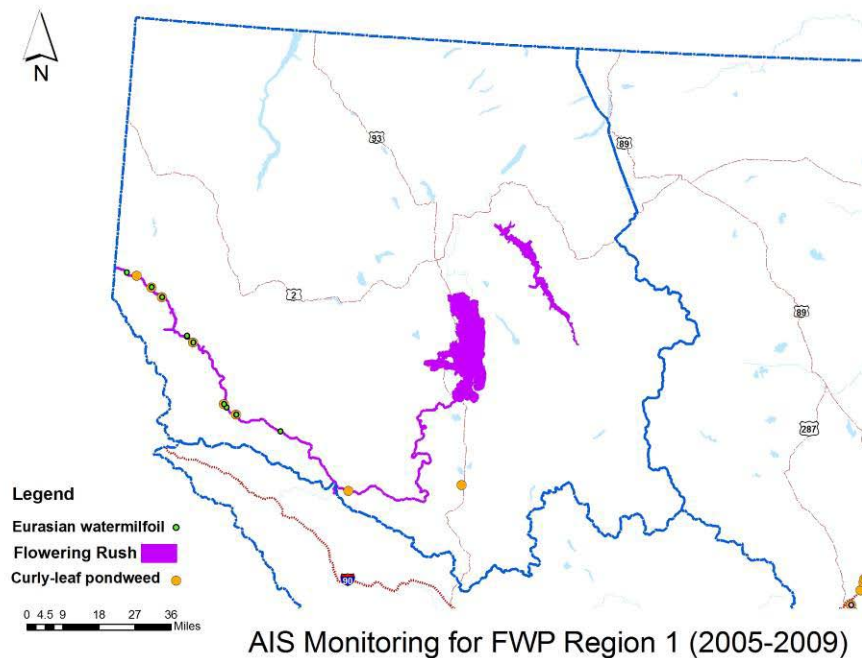 N
93
89
2
89
287
90
Legend
Eurasian watermilfoil
Flowering Rush
Curly-leaf pondweed
0 4.5 9 18 27 36
Miles
AIS Monitoring for FWP Region 1 (2005-2009)